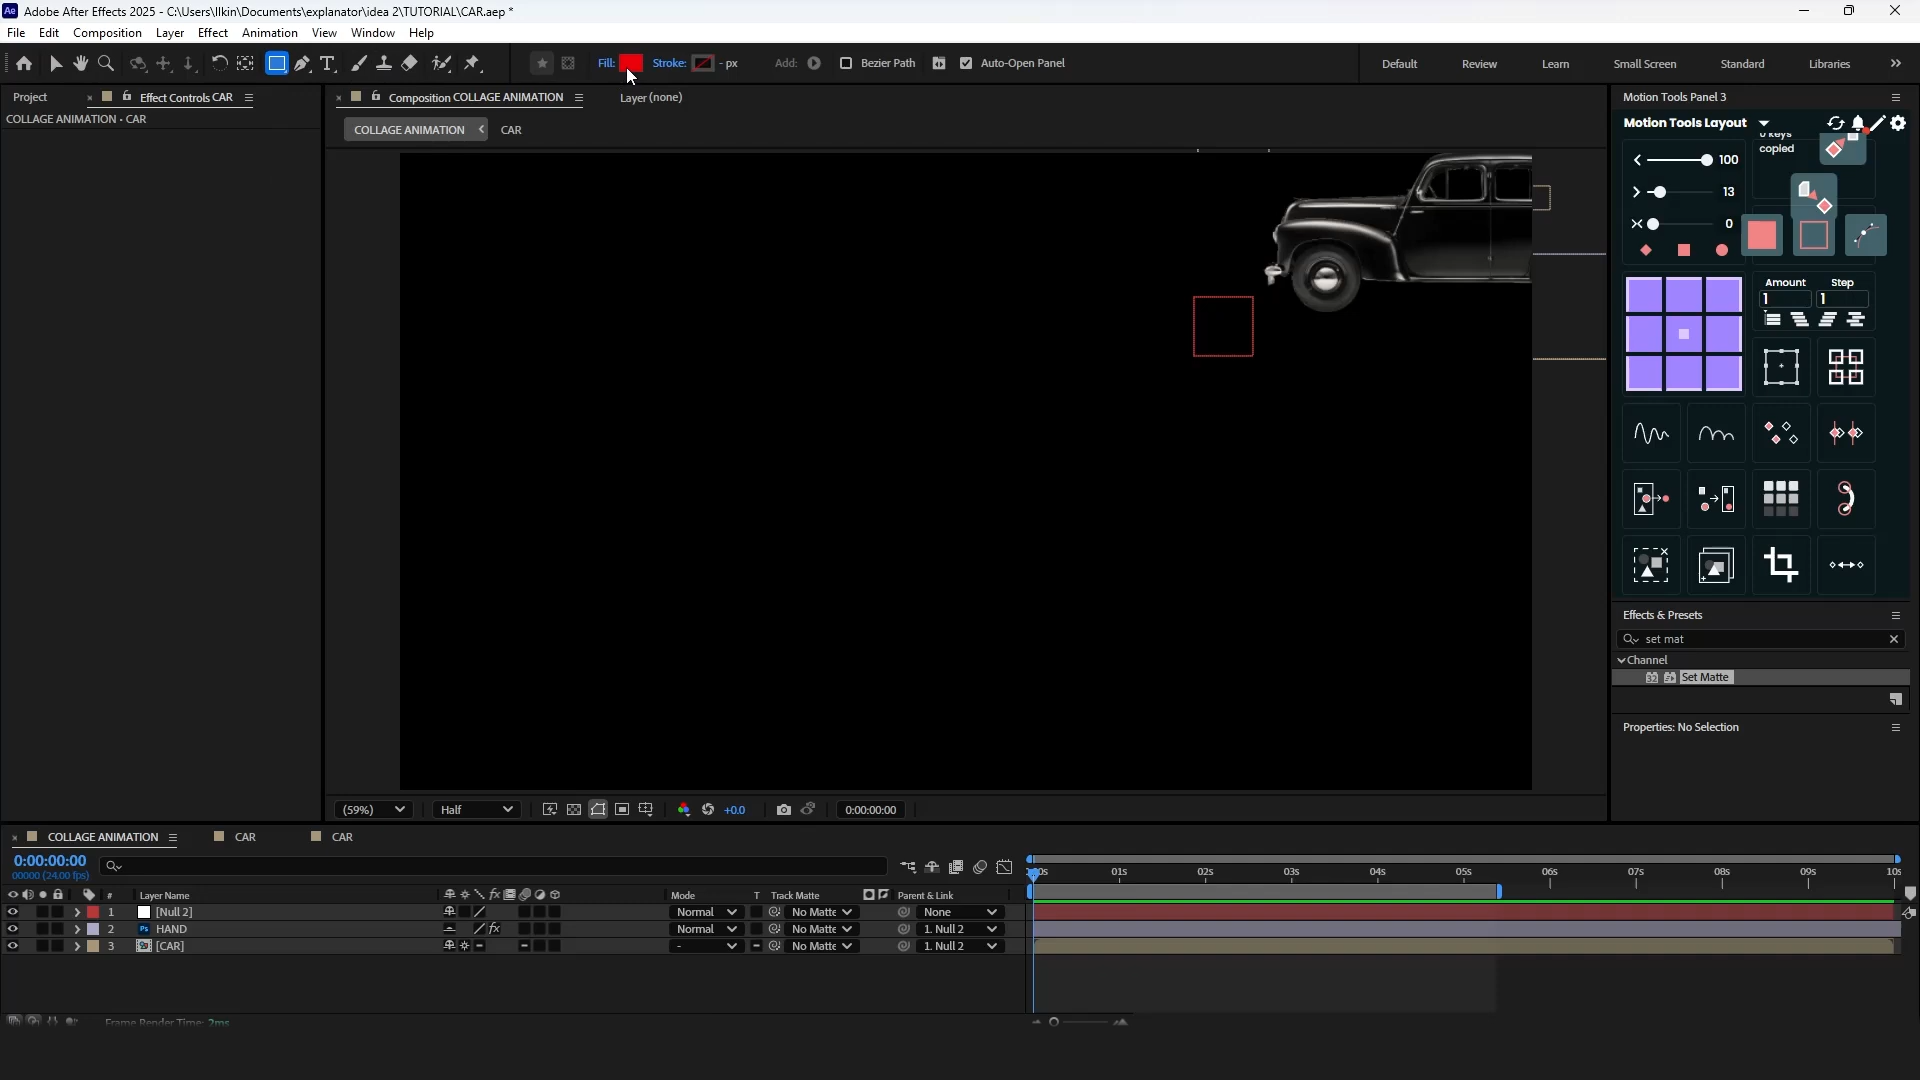 Ae Adobe After Effects 2025 - C:\Users\Ilkin\Documents\explanator\idea 2\TUTORIAL\CAR.aep *
File Edit Composition Layer Effect Animation View Window Help
Fill: Stroke: - px Add: Bezier Path Auto-Open Panel Default Review Learn Small Screen Standard Libraries
Project Effect Controls CAR Composition COLLAGE ANIMATION Layer (none) Motion Tools Panel 3
COLLAGE ANIMATION • CAR
COLLAGE ANIMATION CAR
Motion Tools Layout
0 keys
copied
100
13
0
Amount Step
1 1
Effects & Presets
set mat
Channel
32 Set Matte
Properties: No Selection
(59%) Half +0.0 0:00:00:00
COLLAGE ANIMATION CAR CAR
0:00:00:00
00000 (24.00 fps)
01s 02s 03s 04s 05s 06s 07s 08s 09s
# Layer Name Mode T Track Matte Parent & Link
1 [Null 2] Normal No Matte None
2 Ps HAND Normal No Matte 1. Null 2
3 [CAR] - No Matte 1. Null 2
Frame Render Time: 2ms